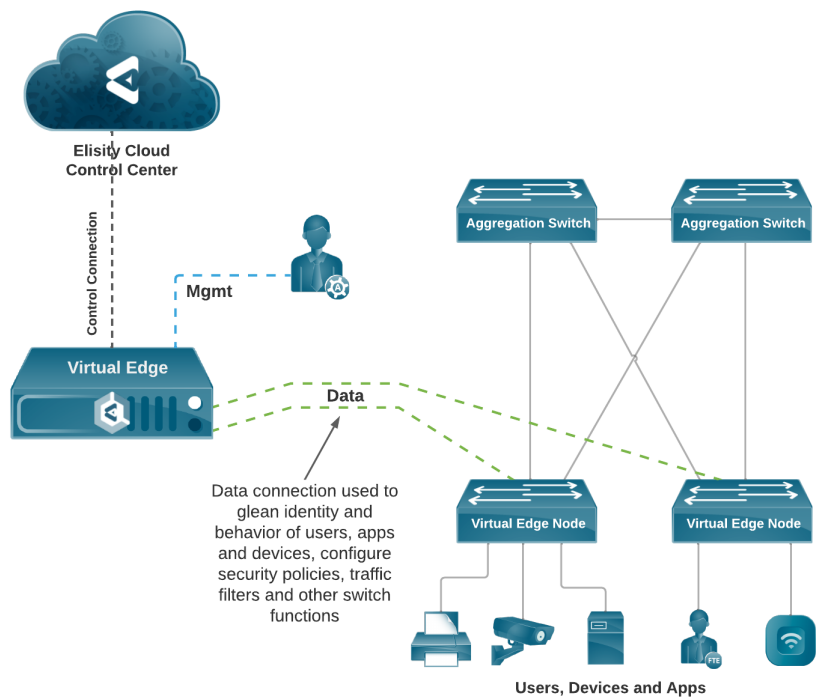 Elisity Cloud
Control Center
Control Connection
Mgmt
Virtual Edge
Data
Data connection used to
glean identity and
behavior of users, apps
and devices, configure
security policies, traffic
filters and other switch
functions
Aggregation Switch
Aggregation Switch
Virtual Edge Node
Virtual Edge Node
FTE
Users, Devices and Apps
A